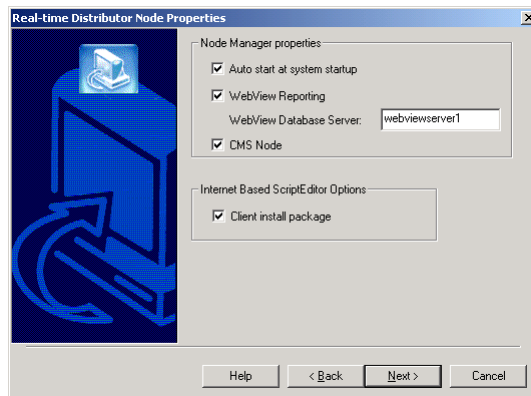 Real-time Distributor Node Properties
Node Manager properties
Auto start at system startup
WebView Reporting
WebView Database Server: webviewserver1
CMS Node
Internet Based ScriptEditor Options
Client install package
Help < Back Next > Cancel